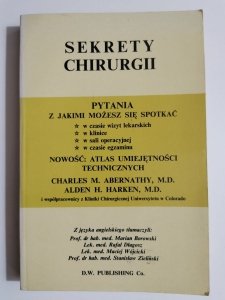 SEKRETY
CHIRURGII
PYTANIA
Z JAKIMI MOŻESZ SIĘ SPOTKAĆ
☆ w czasie wizyt lekarskich
☆ w klinice
☆ w sali operacyjnej
☆ w czasie egzaminu
NOWOŚĆ: ATLAS UMIEJĘTNOŚCI
TECHNICZNYCH
CHARLES M. ABERNATHY, M.D.
ALDEN H. HARKEN, M.D.
i współpracownicy z Kliniki Chirurgicznej Uniwersytetu w Colorado
Z języka angielskiego tłumaczyli:
Prof. dr hab. med. Marian Barowski
Lek. med. Rafał Długosz
Lek. med. Maciej Wójcicki
Prof. dr hab. med. Stanisław Zieliński
D.W. PUBLISHING Co.